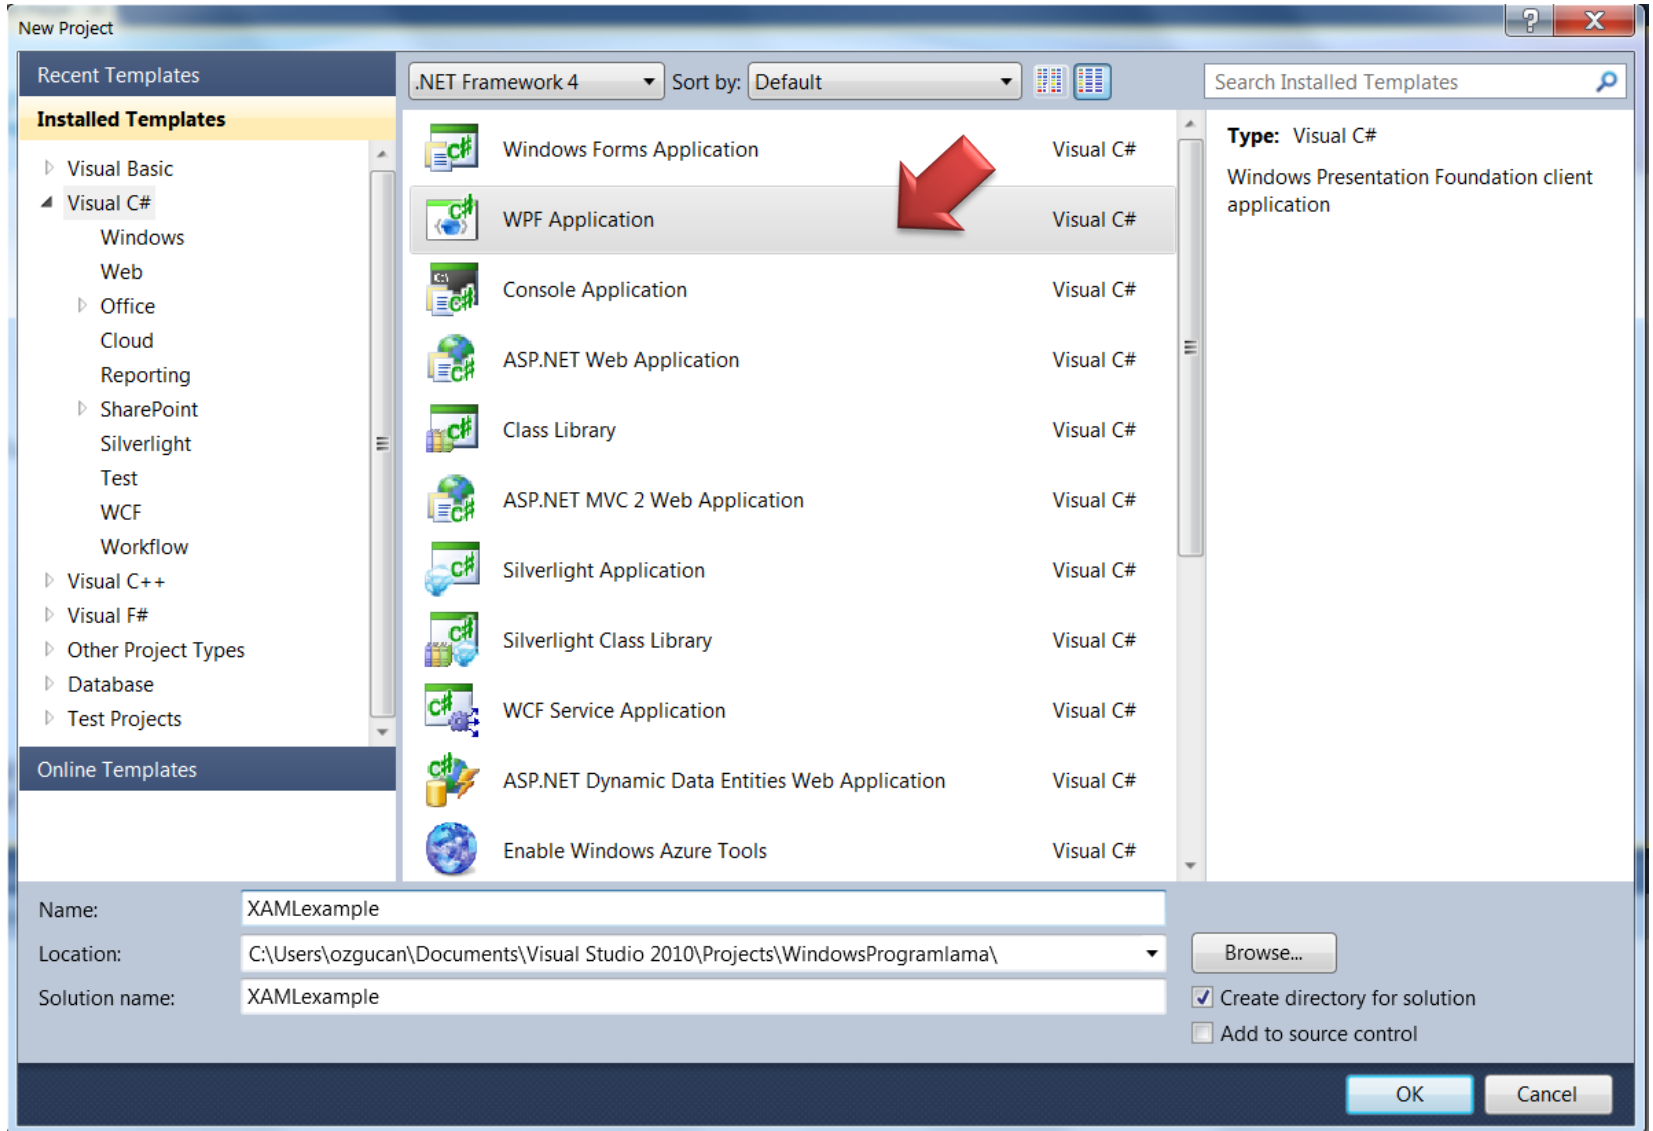 New Project
Recent Templates
.NET Framework 4 Sort by: Default
Search Installed Templates
Installed Templates
Visual Basic
Visual C#
Windows
Web
Office
Cloud
Reporting
SharePoint
Silverlight
Test
WCF
Workflow
Visual C++
Visual F#
Other Project Types
Database
Test Projects
Online Templates
Windows Forms Application Visual C#
WPF Application Visual C#
Console Application Visual C#
ASP.NET Web Application Visual C#
Class Library Visual C#
ASP.NET MVC 2 Web Application Visual C#
Silverlight Application Visual C#
Silverlight Class Library Visual C#
WCF Service Application Visual C#
ASP.NET Dynamic Data Entities Web Application Visual C#
Enable Windows Azure Tools Visual C#
Type: Visual C#
Windows Presentation Foundation client
application
Name: XAMLexample
Location: C:\Users\ozgucan\Documents\Visual Studio 2010\Projects\WindowsProgramlama\
Browse...
Solution name: XAMLexample
Create directory for solution
Add to source control
OK Cancel